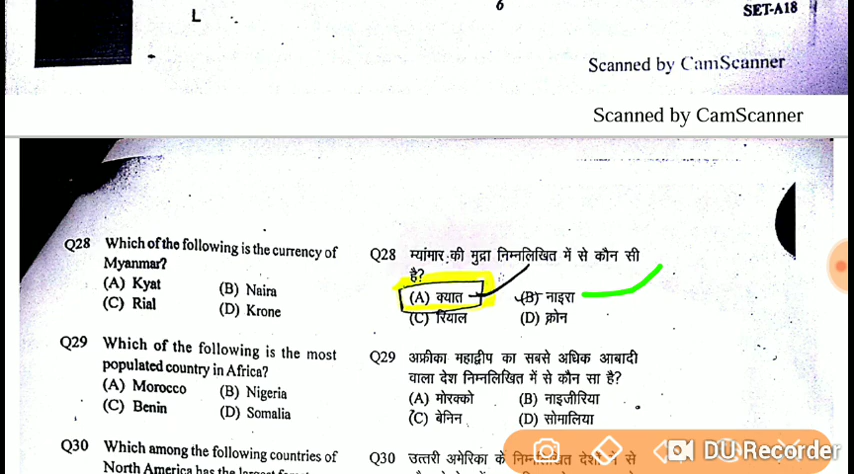 L
6
SET-A18
Scanned by CamScanner
Scanned by CamScanner
Q28 Which of the following is the currency of
Myanmar?
(A) Kyat (B) Naira
(C) Rial (D) Krone
Q29 Which of the following is the most
populated country in Africa?
(A) Morocco (B) Nigeria
(C) Benin (D) Somalia
Q30 Which among the following countries of
North America has the
Q28 म्यांमार की मुद्रा निम्नलिखित में से कौन सी
है?
(A) क्यात (B) नाइरा
(C) रियाल (D) क्रोन
Q29 अफ्रीका महाद्वीप का सबसे अधिक आबादी
वाला देश निम्नलिखित में से कौन सा है?
(A) मोरक्को (B) नाइजीरिया
(C) बेनिन (D) सोमालिया
Q30 उत्तरी अमेरिका के निम्नलिखित देशों में से
DU Recorder